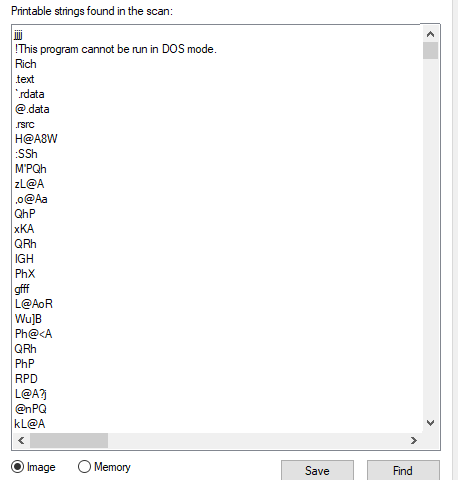 Printable strings found in the scan:
jjjj
!This program cannot be run in DOS mode.
Rich
.text
`.rdata
@.data
.rsrc
H@A8W
:SSh
M'PQh
zL@A
,o@Aa
QhP
xKA
QRh
IGH
PhX
gfff
L@AoR
Wu]B
Ph@<A
QRh
PhP
RPD
L@A?j
@nPQ
kL@A
Image
Memory
Save
Find